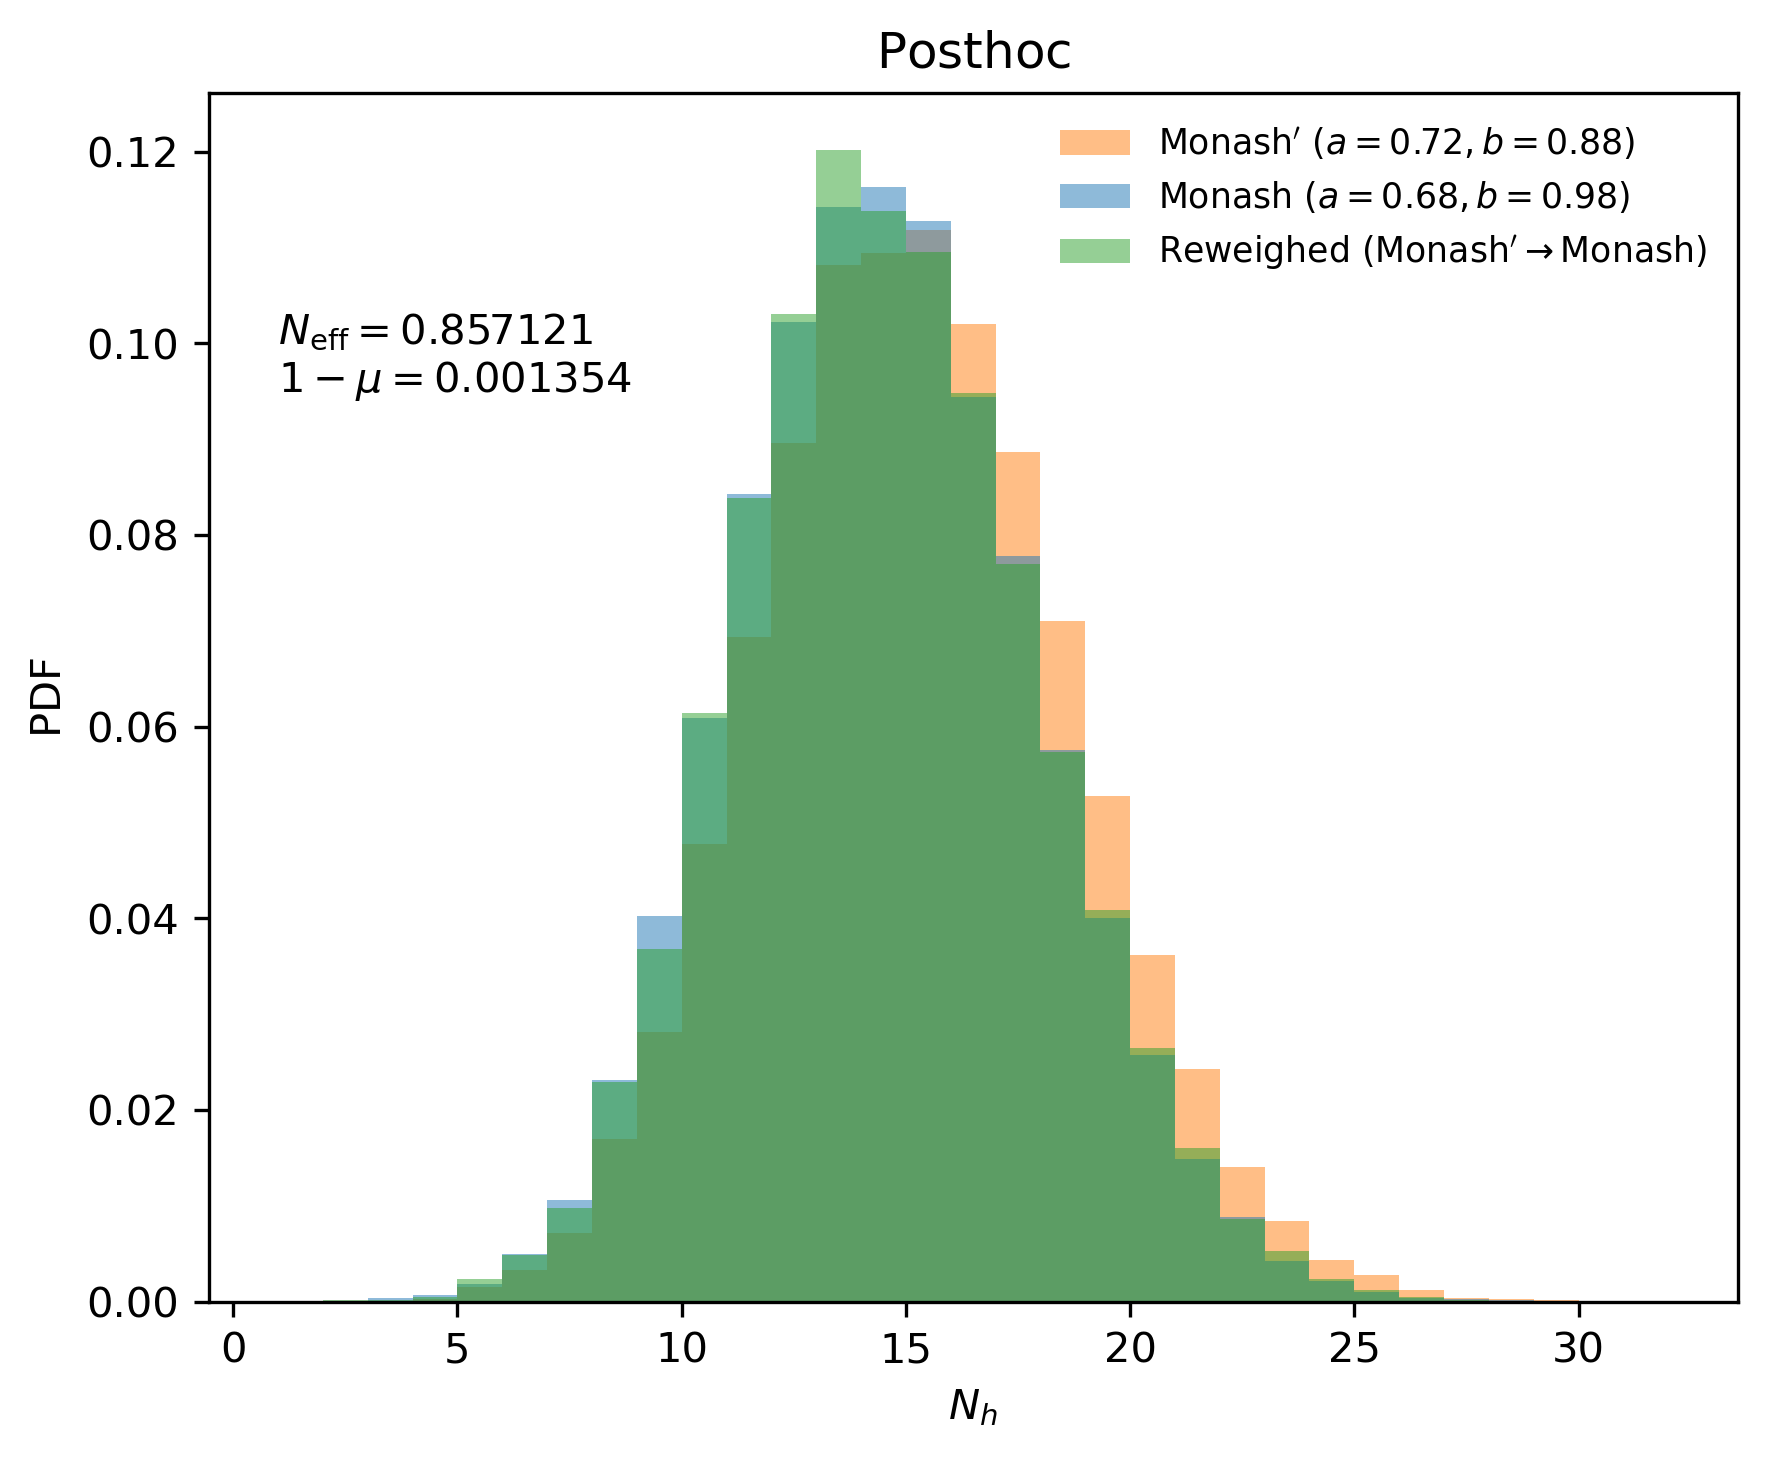 Posthoc
Monash′ (a = 0.72, b = 0.88)
Monash (a = 0.68, b = 0.98)
Reweighed (Monash′ → Monash)
N_eff = 0.857121
1 − μ = 0.001354
PDF
0.12
0.10
0.08
0.06
0.04
0.02
0.00
0 5 10 15 20 25 30
N_h